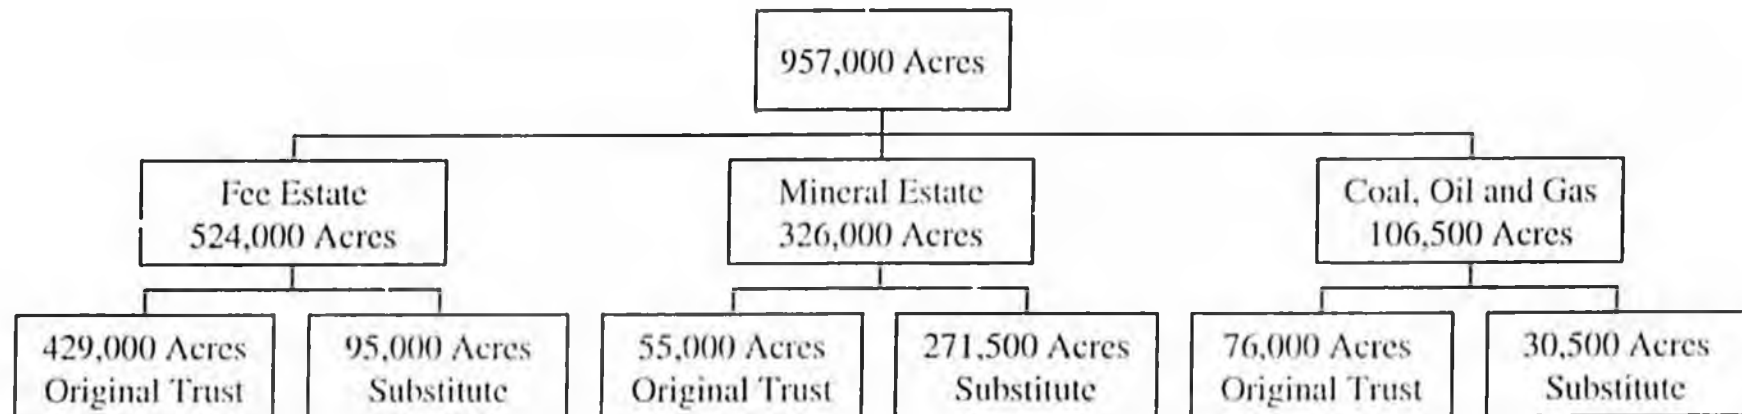 957,000 Acres
Fee Estate
524,000 Acres
Mineral Estate
326,000 Acres
Coal, Oil and Gas
106,500 Acres
429,000 Acres
Original Trust
95,000 Acres
Substitute
55,000 Acres
Original Trust
271,500 Acres
Substitute
76,000 Acres
Original Trust
30,500 Acres
Substitute